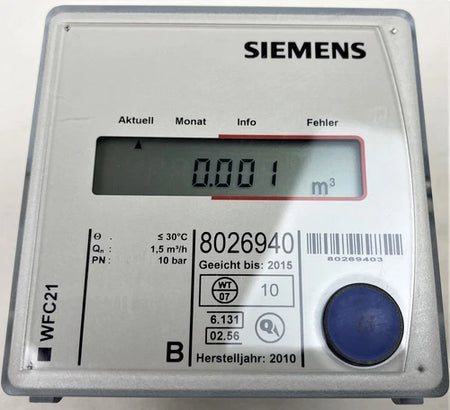 SIEMENS
Aktuell Monat Info Fehler
0.001 m³
Θ : ≤ 30°C
Qn : 1,5 m³/h
PN : 10 bar
8026940
Geeicht bis: 2015
80269403
WT
07
10
6.131
02.56
QA
B
Herstelljahr: 2010
WFC21